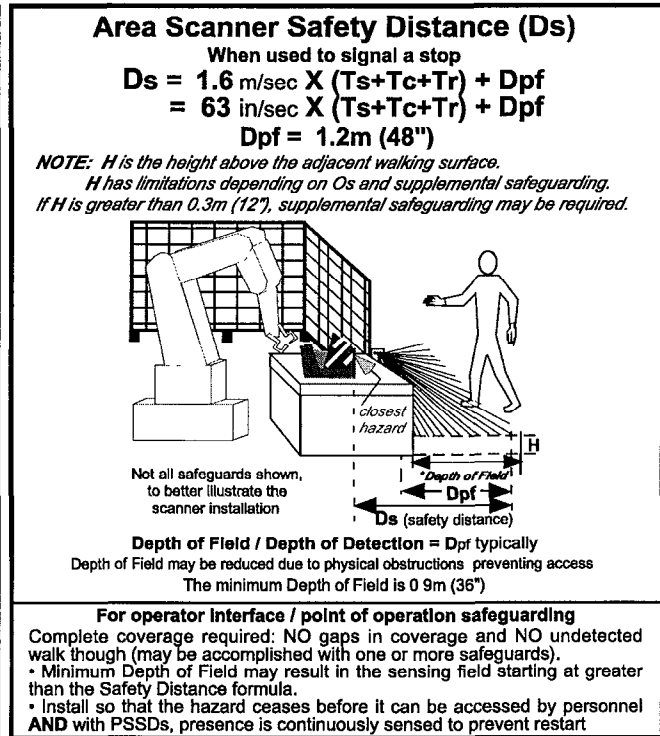 Area Scanner Safety Distance (Ds)
When used to signal a stop
Ds = 1.6 m/sec X (Ts+Tc+Tr) + Dpf
= 63 in/sec X (Ts+Tc+Tr) + Dpf
Dpf = 1.2m (48")
NOTE: H is the height above the adjacent walking surface.
H has limitations depending on Os and supplemental safeguarding.
If H is greater than 0.3m (12"), supplemental safeguarding may be required.
closest
hazard
H
"Depth of Field"
Dpf
Ds (safety distance)
Not all safeguards shown,
to better illustrate the
scanner installation
Depth of Field / Depth of Detection = Dpf typically
Depth of Field may be reduced due to physical obstructions preventing access
The minimum Depth of Field is 0 9m (36")
For operator interface / point of operation safeguarding
Complete coverage required: NO gaps in coverage and NO undetected
walk though (may be accomplished with one or more safeguards).
• Minimum Depth of Field may result in the sensing field starting at greater
than the Safety Distance formula.
• Install so that the hazard ceases before it can be accessed by personnel
AND with PSSDs, presence is continuously sensed to prevent restart